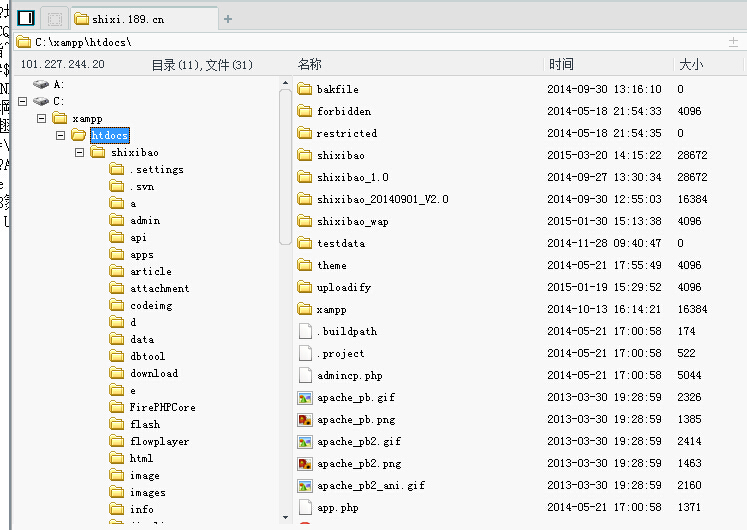 shixi.189.cn
C:\xampp\htdocs\
101.227.244.20 目录(11),文件(31)
名称 时间 大小
A:
C:
xampp
htdocs
shixibao
.settings
.svn
a
admin
api
apps
article
attachment
codeimg
d
data
dbtool
download
e
FirePHPCore
flash
flowplayer
html
image
images
info
bakfile 2014-09-30 13:16:10 0
forbidden 2014-05-18 21:54:33 4096
restricted 2014-05-18 21:54:35 0
shixibao 2015-03-20 14:15:22 28672
shixibao_1.0 2014-09-27 13:30:34 28672
shixibao_20140901_V2.0 2014-09-30 12:55:03 16384
shixibao_wap 2015-01-30 15:13:38 4096
testdata 2014-11-28 09:40:47 0
theme 2014-05-21 17:55:49 4096
uploadify 2015-01-19 15:29:52 4096
xampp 2014-10-13 16:14:21 16384
.buildpath 2014-05-21 17:00:58 174
.project 2014-05-21 17:00:58 522
admincp.php 2014-05-21 17:00:58 5044
apache_pb.gif 2013-03-30 19:28:59 2326
apache_pb.png 2013-03-30 19:28:59 1385
apache_pb2.gif 2013-03-30 19:28:59 2414
apache_pb2.png 2013-03-30 19:28:59 1463
apache_pb2_ani.gif 2013-03-30 19:28:59 2160
app.php 2014-05-21 17:00:58 1371